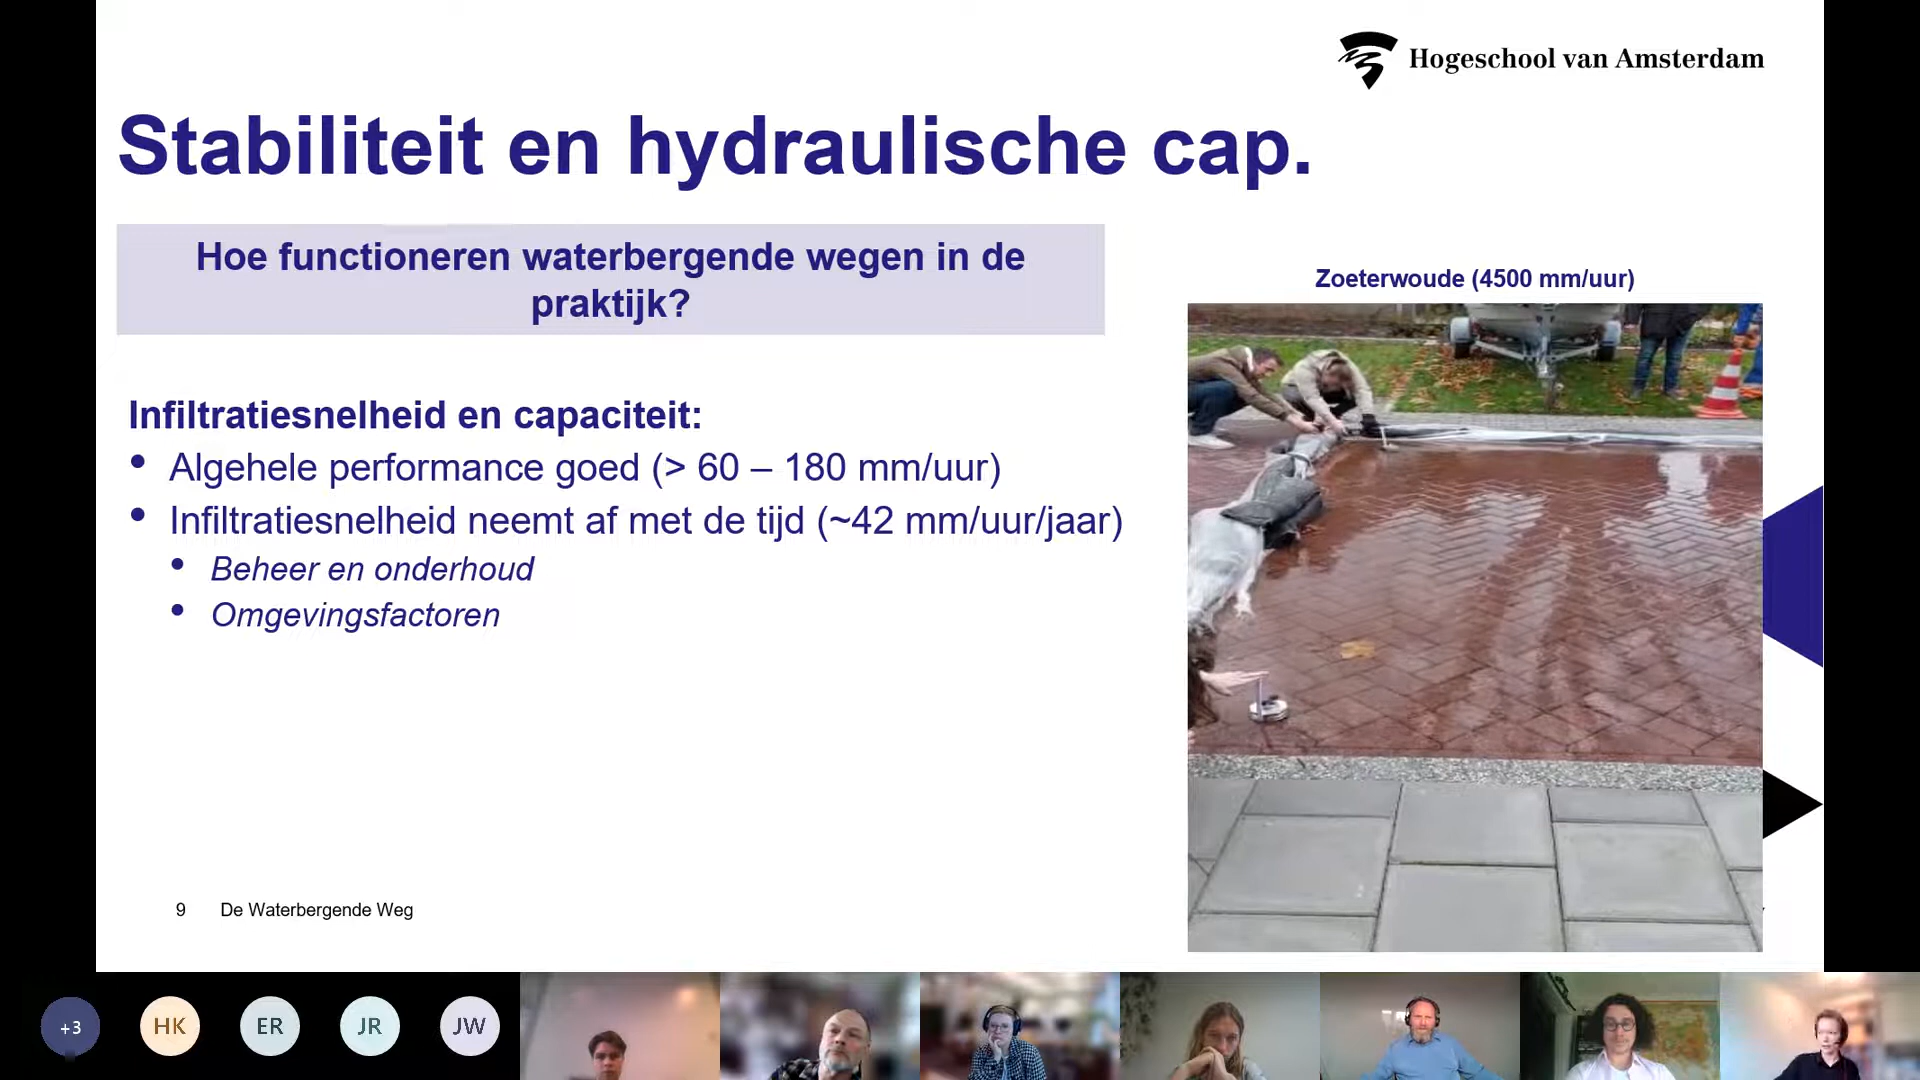 Hogeschool van Amsterdam
Stabiliteit en hydraulische cap.
Hoe functioneren waterbergende wegen in de
praktijk?
Zoeterwoude (4500 mm/uur)
Infiltratiesnelheid en capaciteit:
• Algehele performance goed (> 60 – 180 mm/uur)
• Infiltratiesnelheid neemt af met de tijd (~42 mm/uur/jaar)
• Beheer en onderhoud
• Omgevingsfactoren
9 De Waterbergende Weg
+3 HK ER JR JW